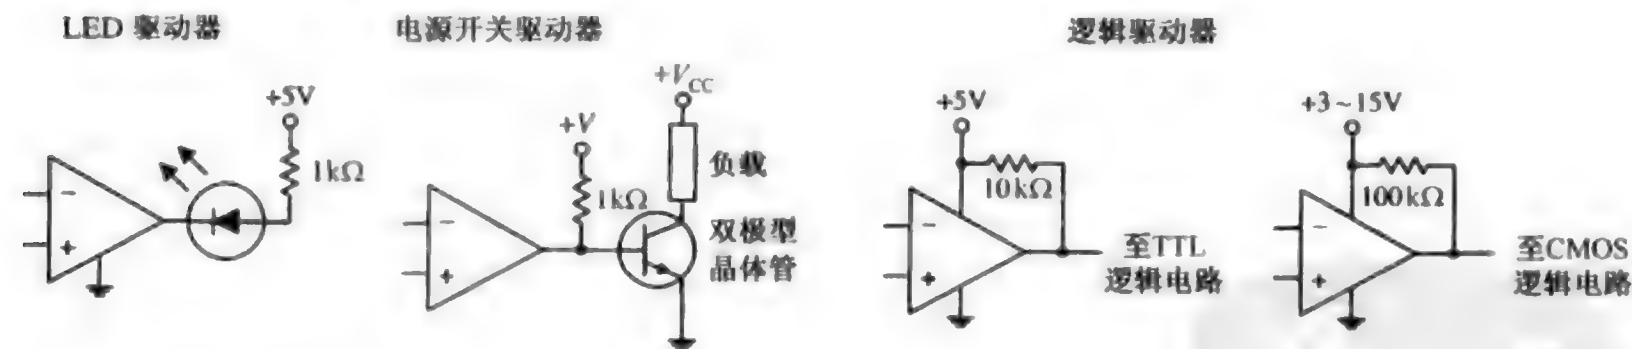 LED 驱动器
电源开关驱动器
逻辑驱动器
+5V
1kΩ
−
+
+V
1kΩ
+VCC
负载
双极型
晶体管
−
+
+5V
10kΩ
−
+
至TTL
逻辑电路
+3~15V
100kΩ
−
+
至CMOS
逻辑电路